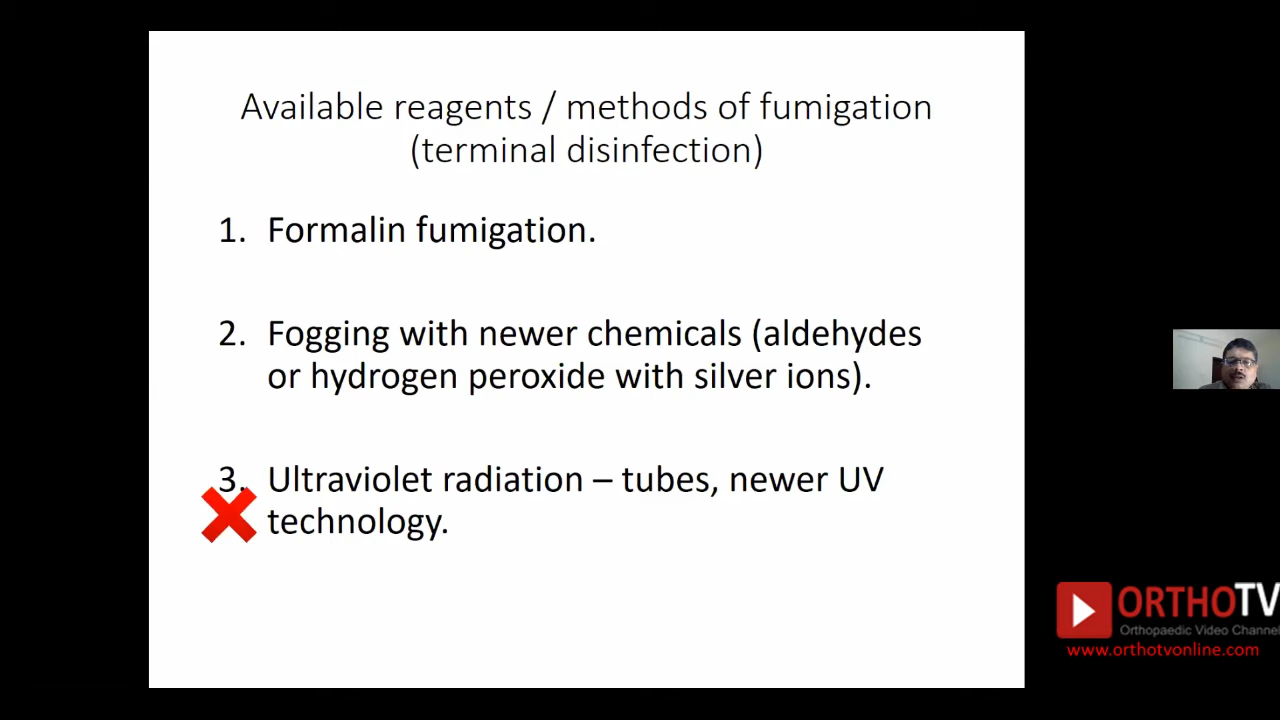 Available reagents / methods of fumigation
(terminal disinfection)
1. Formalin fumigation.
2. Fogging with newer chemicals (aldehydes
or hydrogen peroxide with silver ions).
3. Ultraviolet radiation – tubes, newer UV
technology.
ORTHOTV
Orthopaedic Video Channel
www.orthotvonline.com